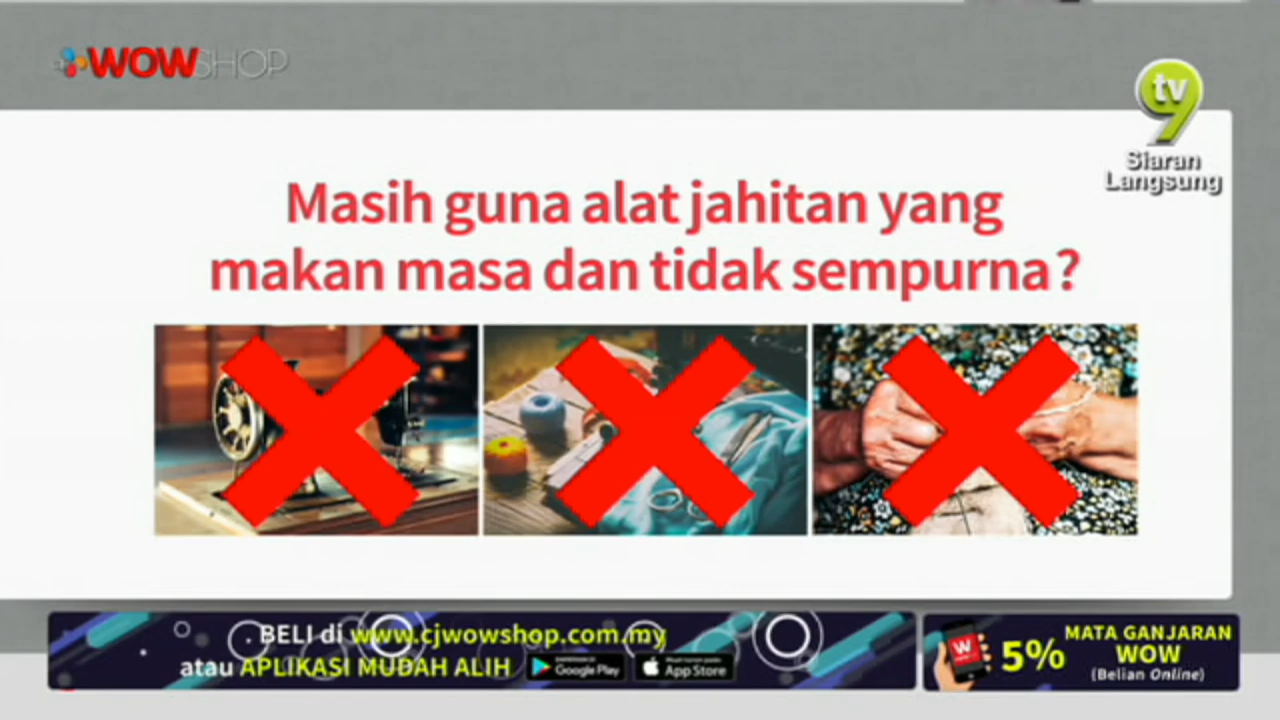 WOWSHOP
tv9
Siaran
Langsung
Masih guna alat jahitan yang
makan masa dan tidak sempurna?
BELI di www.cjwowshop.com.my
atau APLIKASI MUDAH ALIH
Google Play
App Store
W
5%
MATA GANJARAN
WOW
(Belian Online)